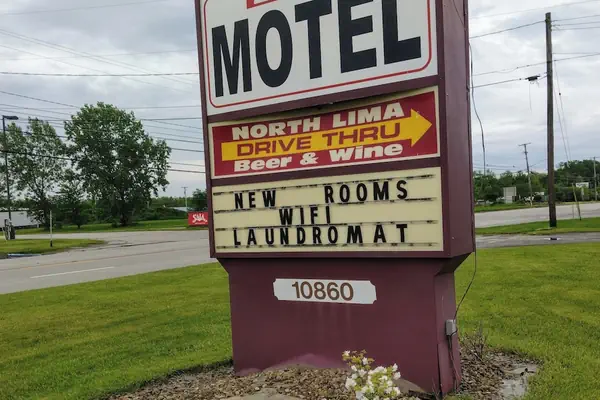 MOTEL
NORTH LIMA
DRIVE THRU
Beer & Wine
NEW ROOMS
WIFI
LAUNDROMAT
10860